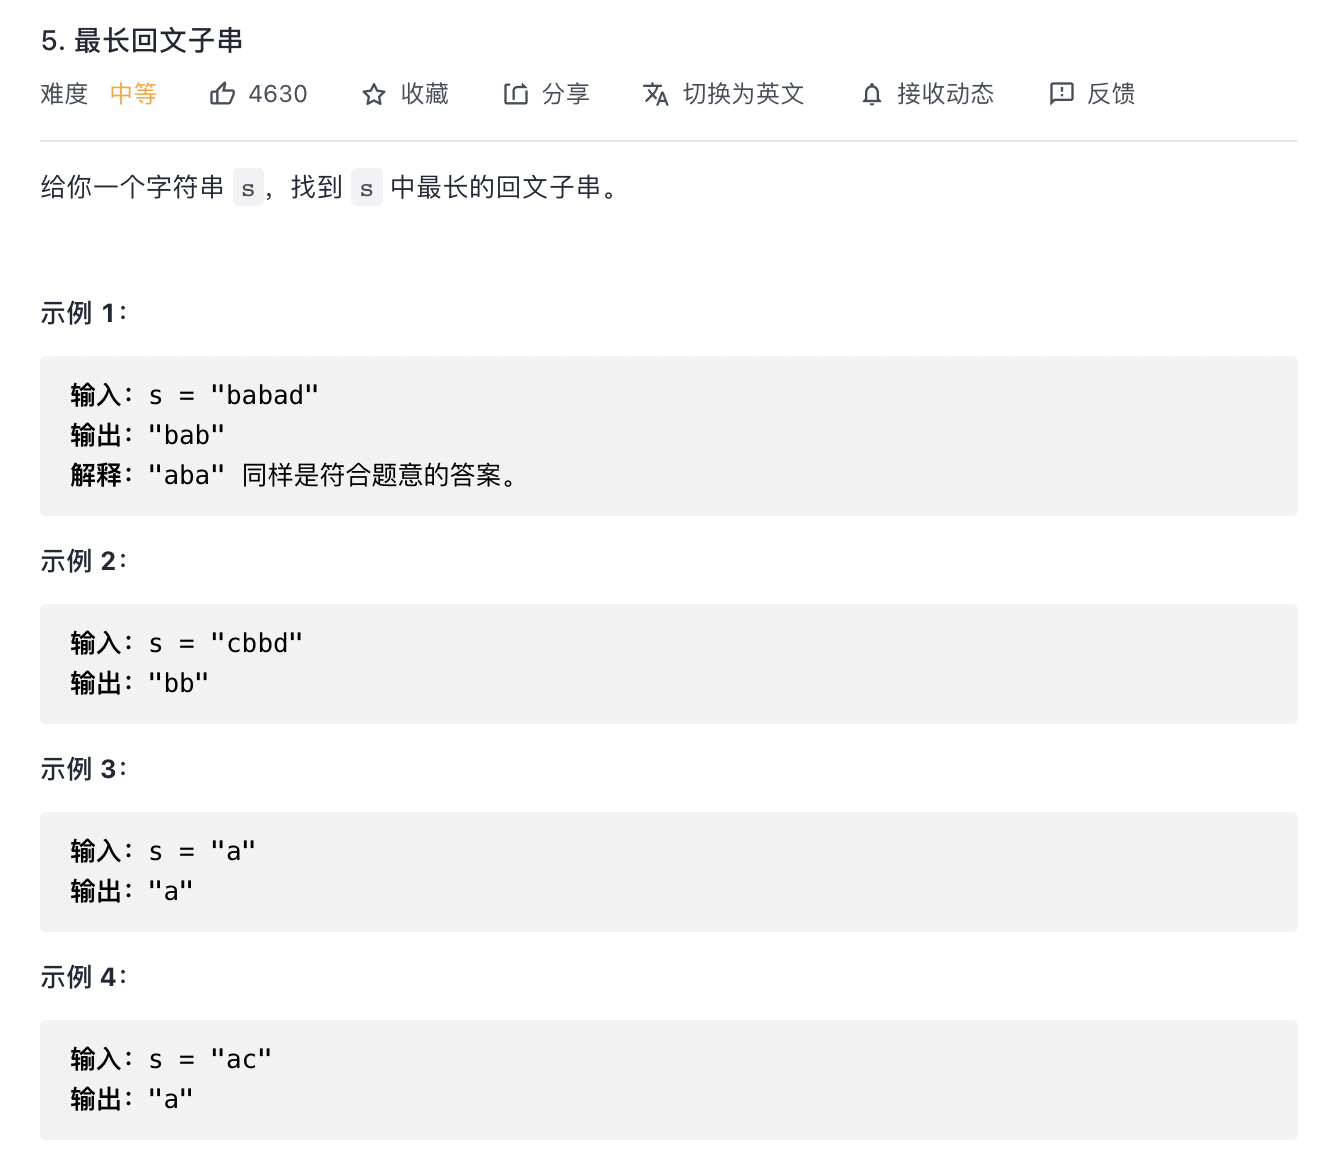 5. 最长回文子串
难度 中等 4630 收藏 分享 切换为英文 接收动态 反馈
给你一个字符串 s，找到 s 中最长的回文子串。
示例 1：
输入：s = "babad"
输出："bab"
解释："aba" 同样是符合题意的答案。
示例 2：
输入：s = "cbbd"
输出："bb"
示例 3：
输入：s = "a"
输出："a"
示例 4：
输入：s = "ac"
输出："a"